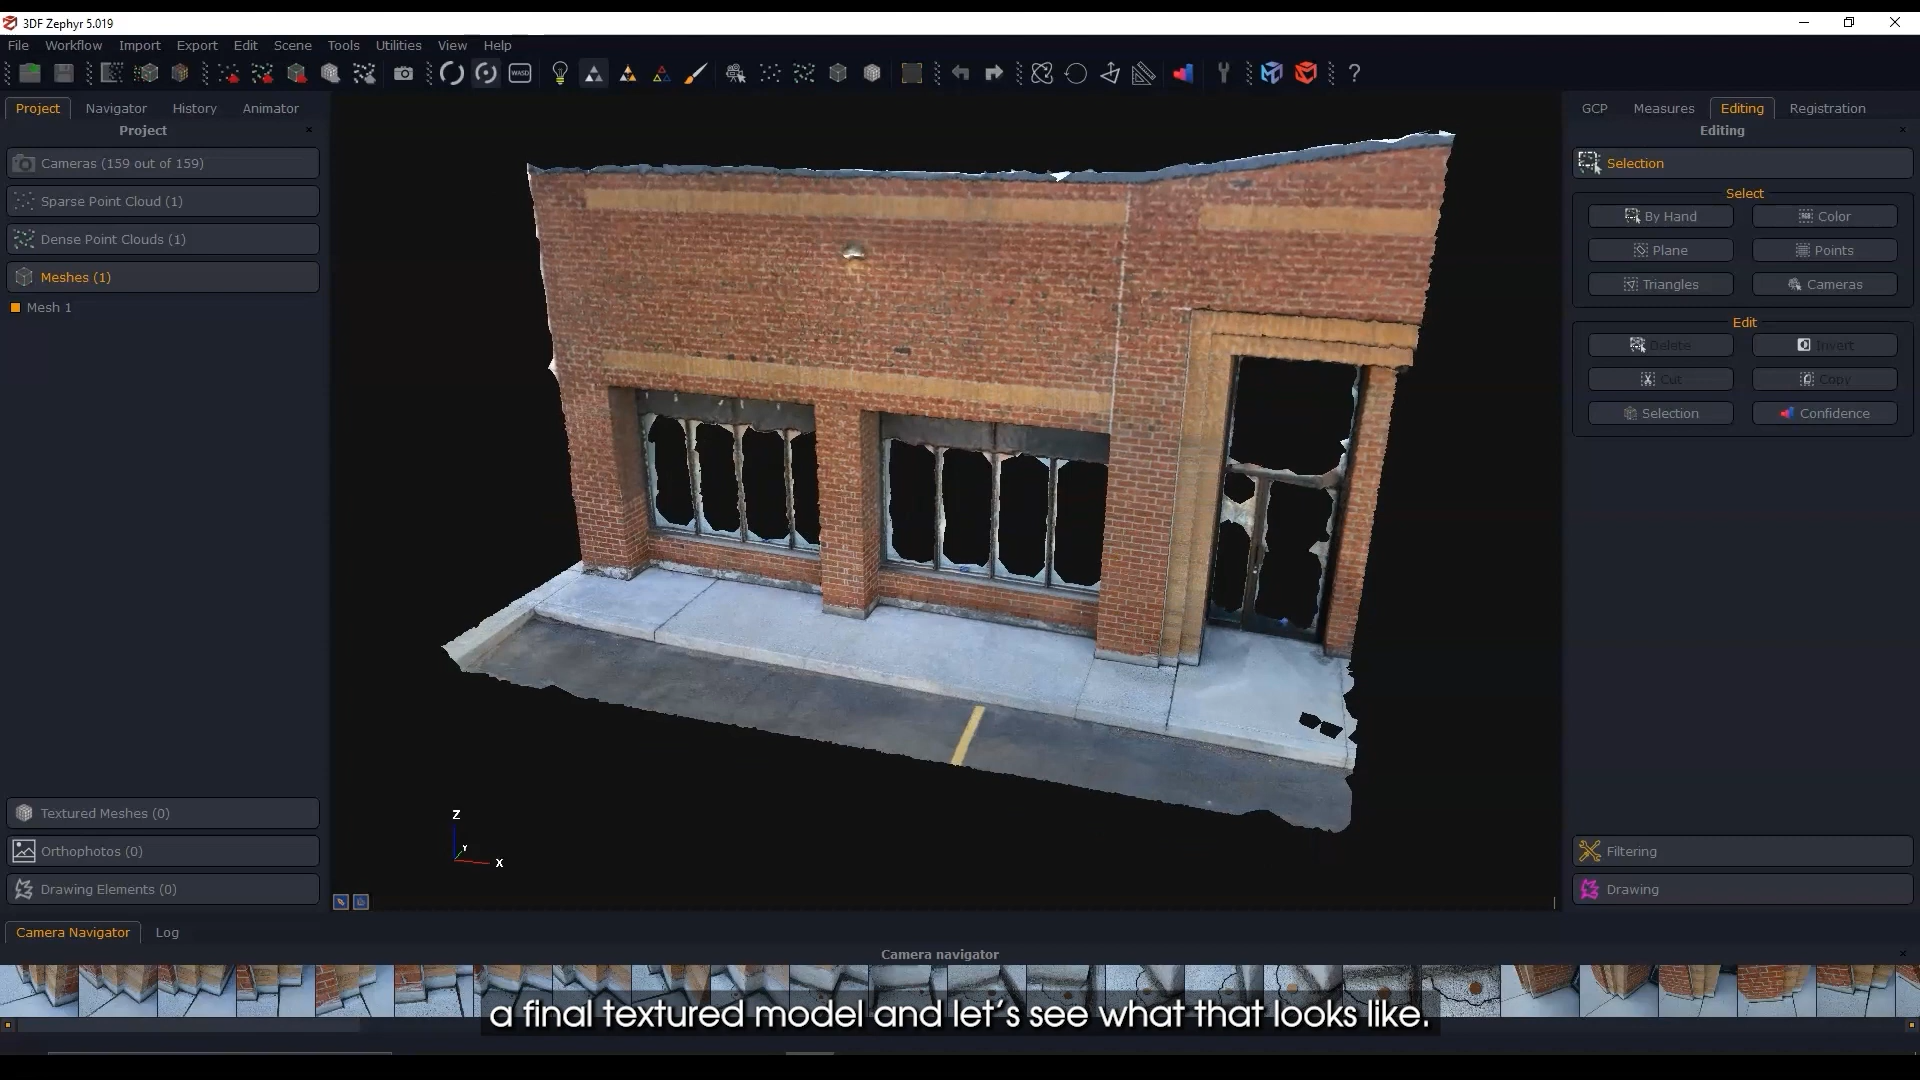 3DF Zephyr 5.019
File Workflow Import Export Edit Scene Tools Utilities View Help
WASD
Project Navigator History Animator
Project
Cameras (159 out of 159)
Sparse Point Cloud (1)
Dense Point Clouds (1)
Meshes (1)
Mesh 1
Textured Meshes (0)
Orthophotos (0)
Drawing Elements (0)
Z
Y
X
GCP Measures Editing Registration
Editing
Selection
Select
By Hand Color
Plane Points
Triangles Cameras
Edit
Delete Invert
Cut Copy
Selection Confidence
Filtering
Drawing
Camera Navigator Log
Camera navigator
a final textured model and let's see what that looks like.